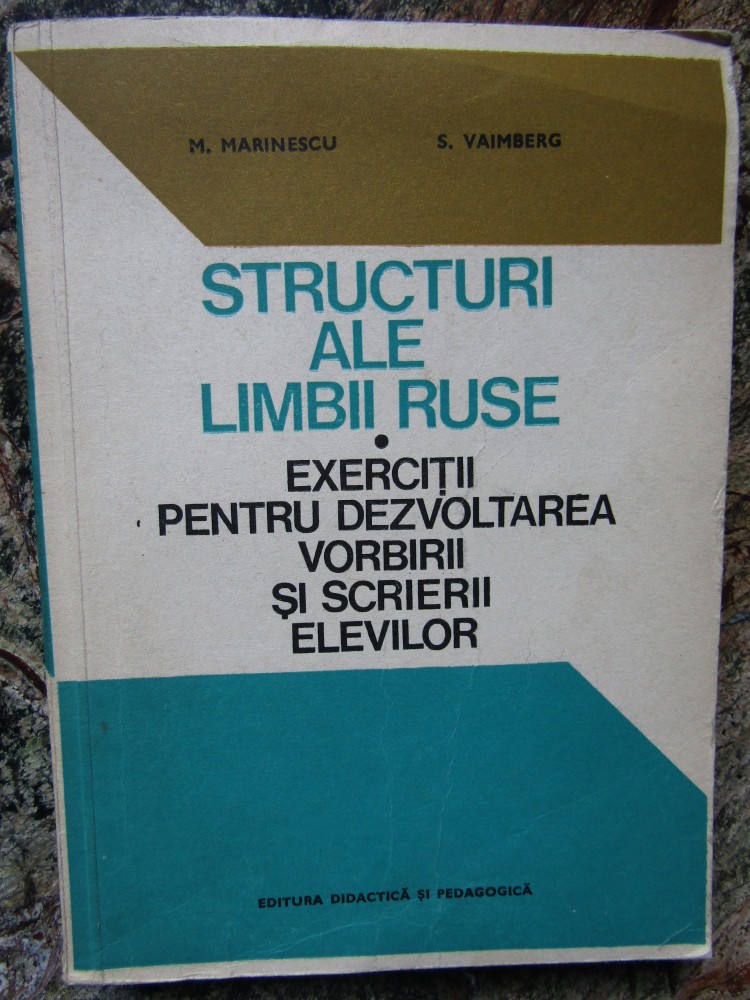 M. MARINESCU S. VAIMBERG
STRUCTURI
ALE
LIMBII RUSE
•
EXERCIȚII
PENTRU DEZVOLTAREA
VORBIRII
ȘI SCRIERII
ELEVILOR
EDITURA DIDACTICĂ ȘI PEDAGOGICĂ